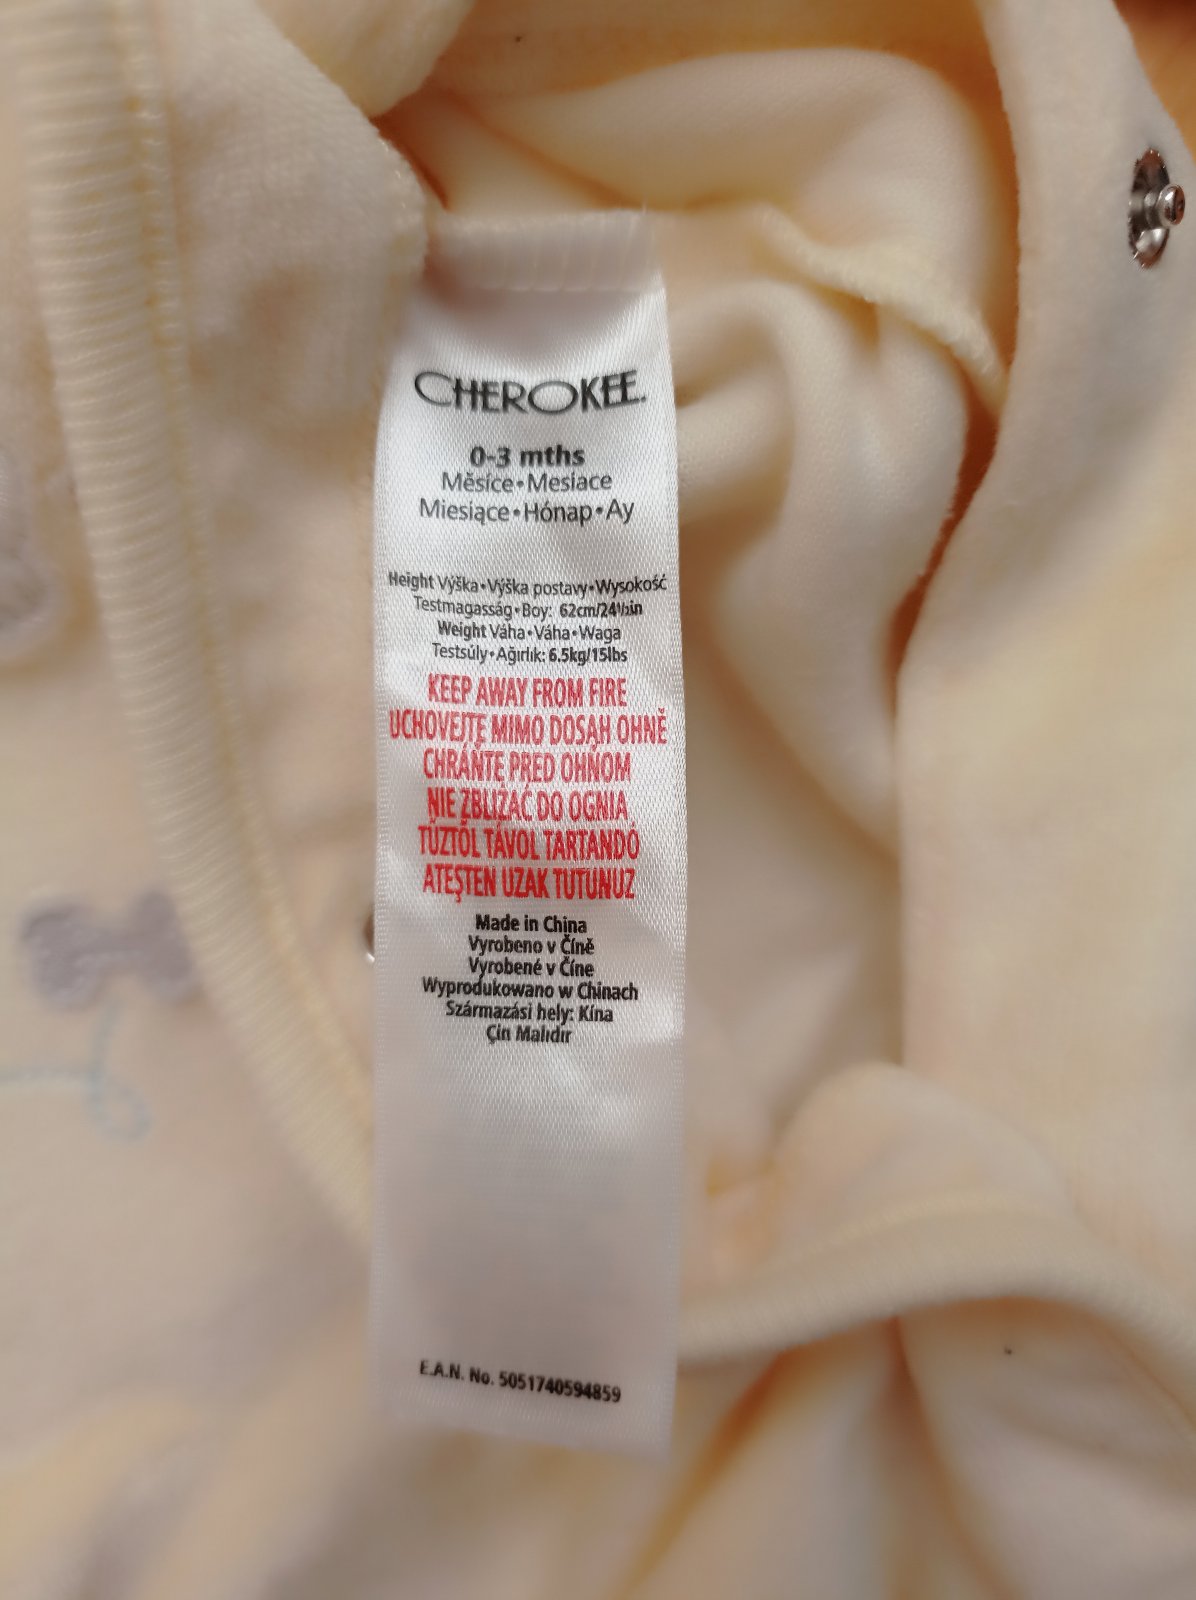 CHEROKEE.
0-3 mths
Měsíce•Mesiace
Miesiące•Hónap•Ay
Height Výška•Výška postavy•Wysokość
Testmagasság•Boy: 62cm/24½in
Weight Váha•Váha•Waga
Testsúly•Ağırlık: 6.5kg/15lbs
KEEP AWAY FROM FIRE
UCHOVEJTE MIMO DOSAH OHNĚ
CHRÁŇTE PRED OHŇOM
NIE ZBLIŻAĆ DO OGNIA
TŰZTŐL TÁVOL TARTANDÓ
ATEŞTEN UZAK TUTUNUZ
Made in China
Vyrobeno v Číně
Vyrobené v Číne
Wyprodukowano w Chinach
Származási hely: Kína
Çin Malıdır
E.A.N. No. 5051740594859